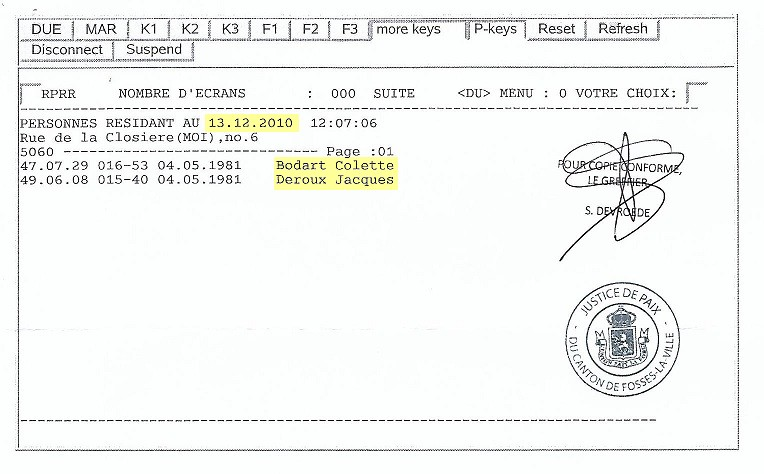 DUE MAR K1 K2 K3 F1 F2 F3 more keys P-keys Reset Refresh
Disconnect Suspend
RPRR NOMBRE D'ECRANS : 000 SUITE <DU> MENU : 0 VOTRE CHOIX:
PERSONNES RESIDANT AU 13.12.2010 12:07:06
Rue de la Closiere(MOI),no.6
5060 ------------------------------ Page :01
47.07.29 016-53 04.05.1981 Bodart Colette
49.06.08 015-40 04.05.1981 Deroux Jacques
POUR COPIE CONFORME,
LE GREFFIER,
S. DEVROEDE
JUSTICE DE PAIX
DU CANTON DE FOSSES-LA-VILLE